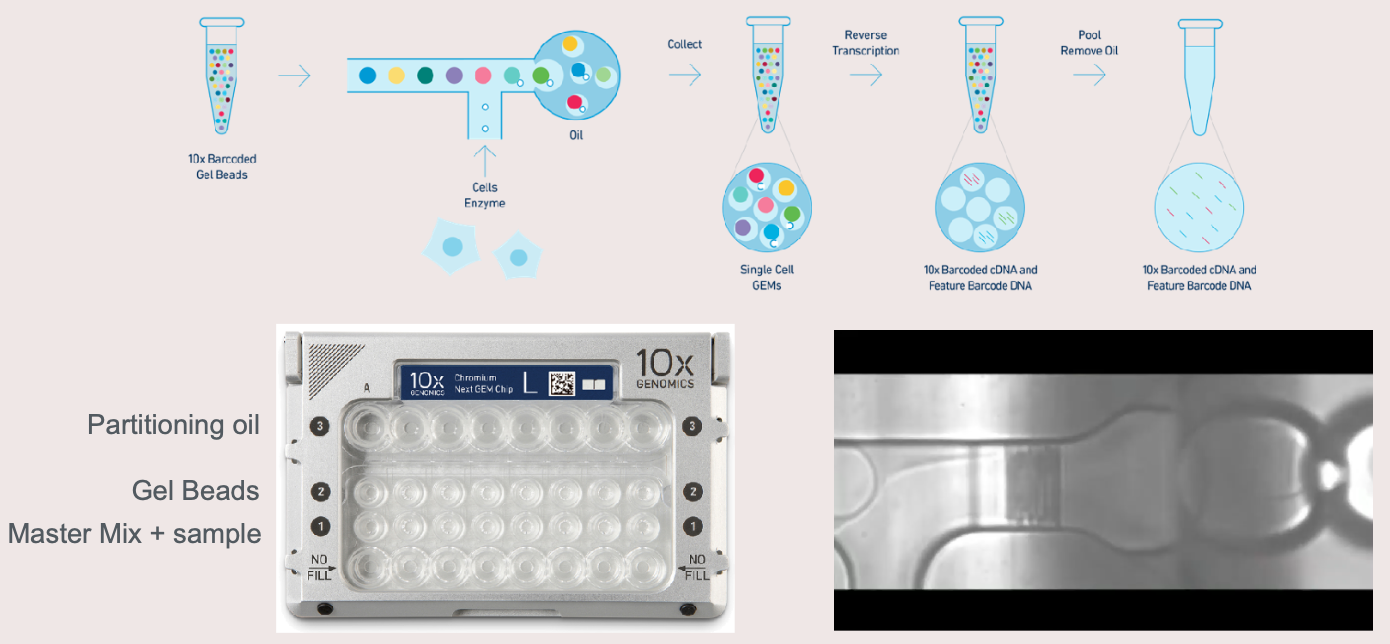 10x Barcoded
Gel Beads
Cells
Enzyme
Oil
Collect
Single Cell
GEMs
Reverse
Transcription
10x Barcoded cDNA and
Feature Barcode DNA
Pool
Remove Oil
10x Barcoded cDNA and
Feature Barcode DNA
Partitioning oil
Gel Beads
Master Mix + sample
A
10x
GENOMICS
Chromium
Next GEM Chip
L
10x
GENOMICS
3
3
2
2
1
1
NO
FILL
NO
FILL